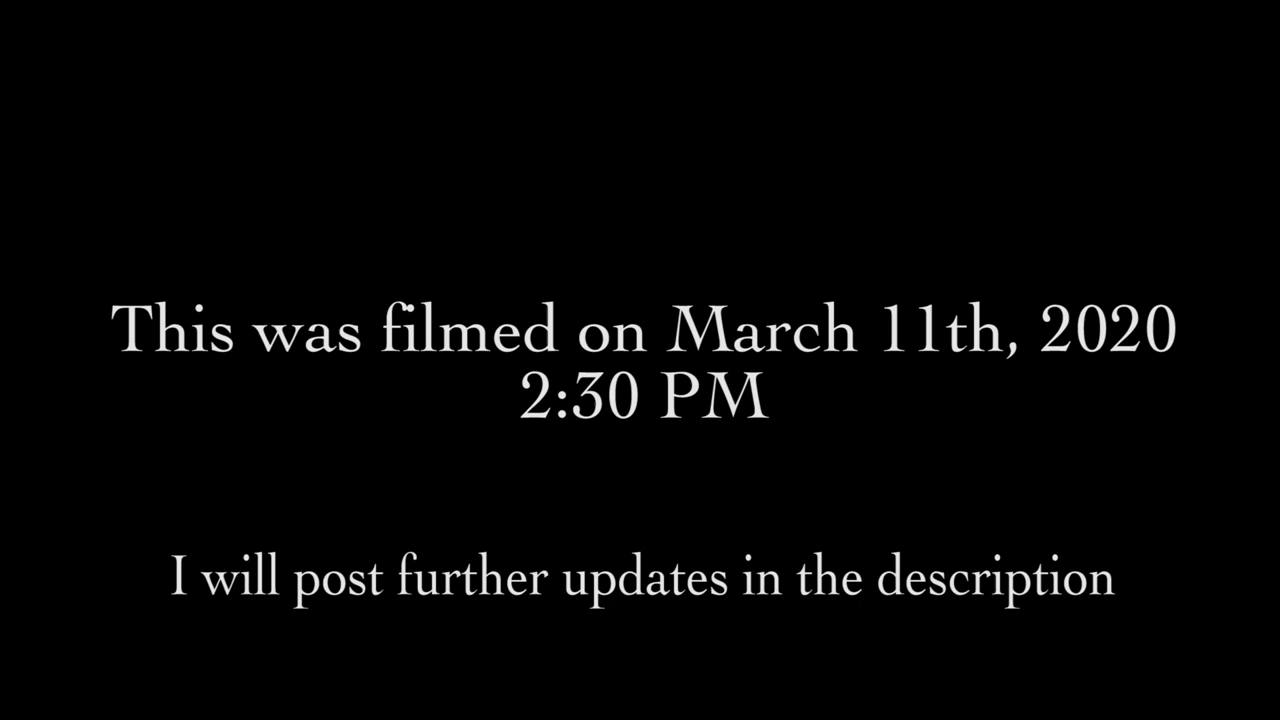 This was filmed on March 11th, 2020
2:30 PM
I will post further updates in the description